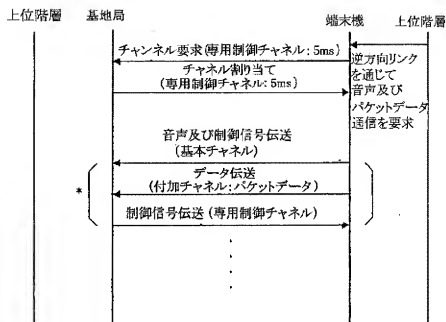 上位階層
基地局
端末機
上位階層
チャンネル要求(専用制御チャネル:5ms)
チャネル割り当て
(専用制御チャネル:5ms)
逆方向リンク
を通じて
音声及び
パケットデータ
通信を要求
音声及び制御信号伝送
(基本チャネル)
データ伝送
(付加チャネル:パケットデータ)
*
制御信号伝送(専用制御チャネル)